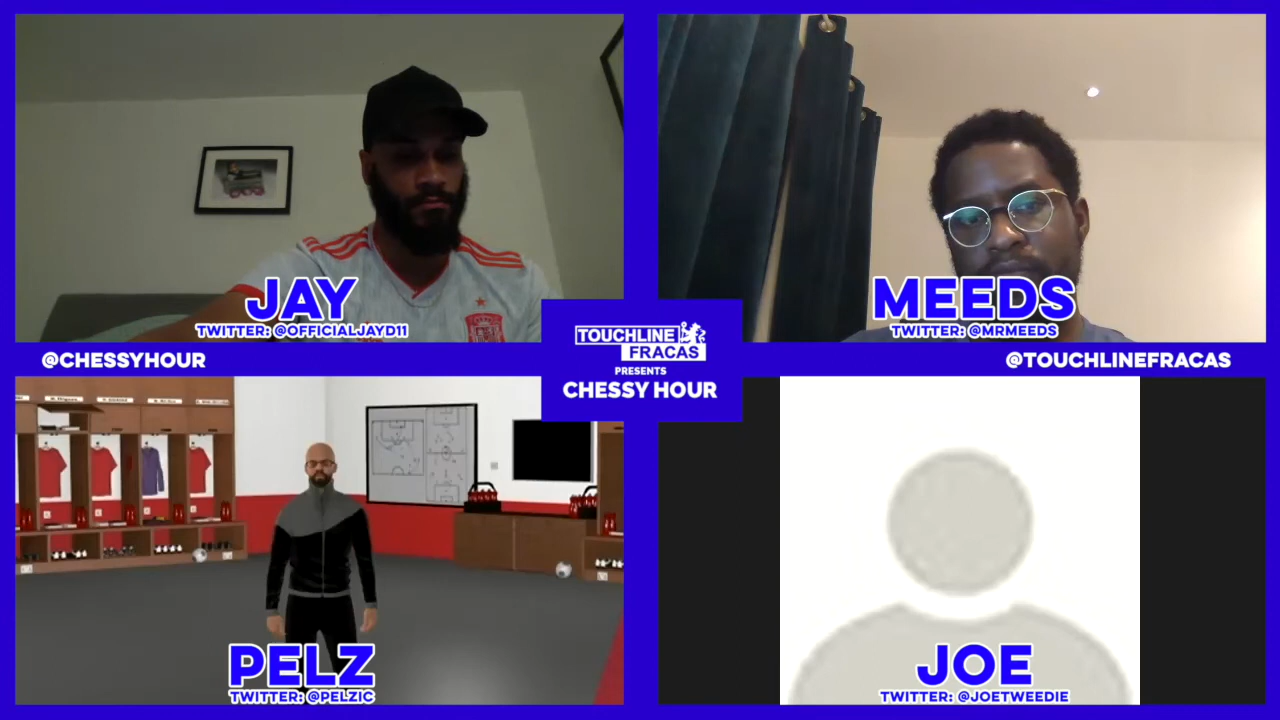 JAY
TWITTER: @OFFICIALJAYD11
MEEDS
TWITTER: @MRMEEDS
@CHESSYHOUR
TOUCHLINE
FRACAS
PRESENTS
CHESSY HOUR
@TOUCHLINEFRACAS
PELZ
TWITTER: @PELZIC
JOE
TWITTER: @JOETWEEDIE